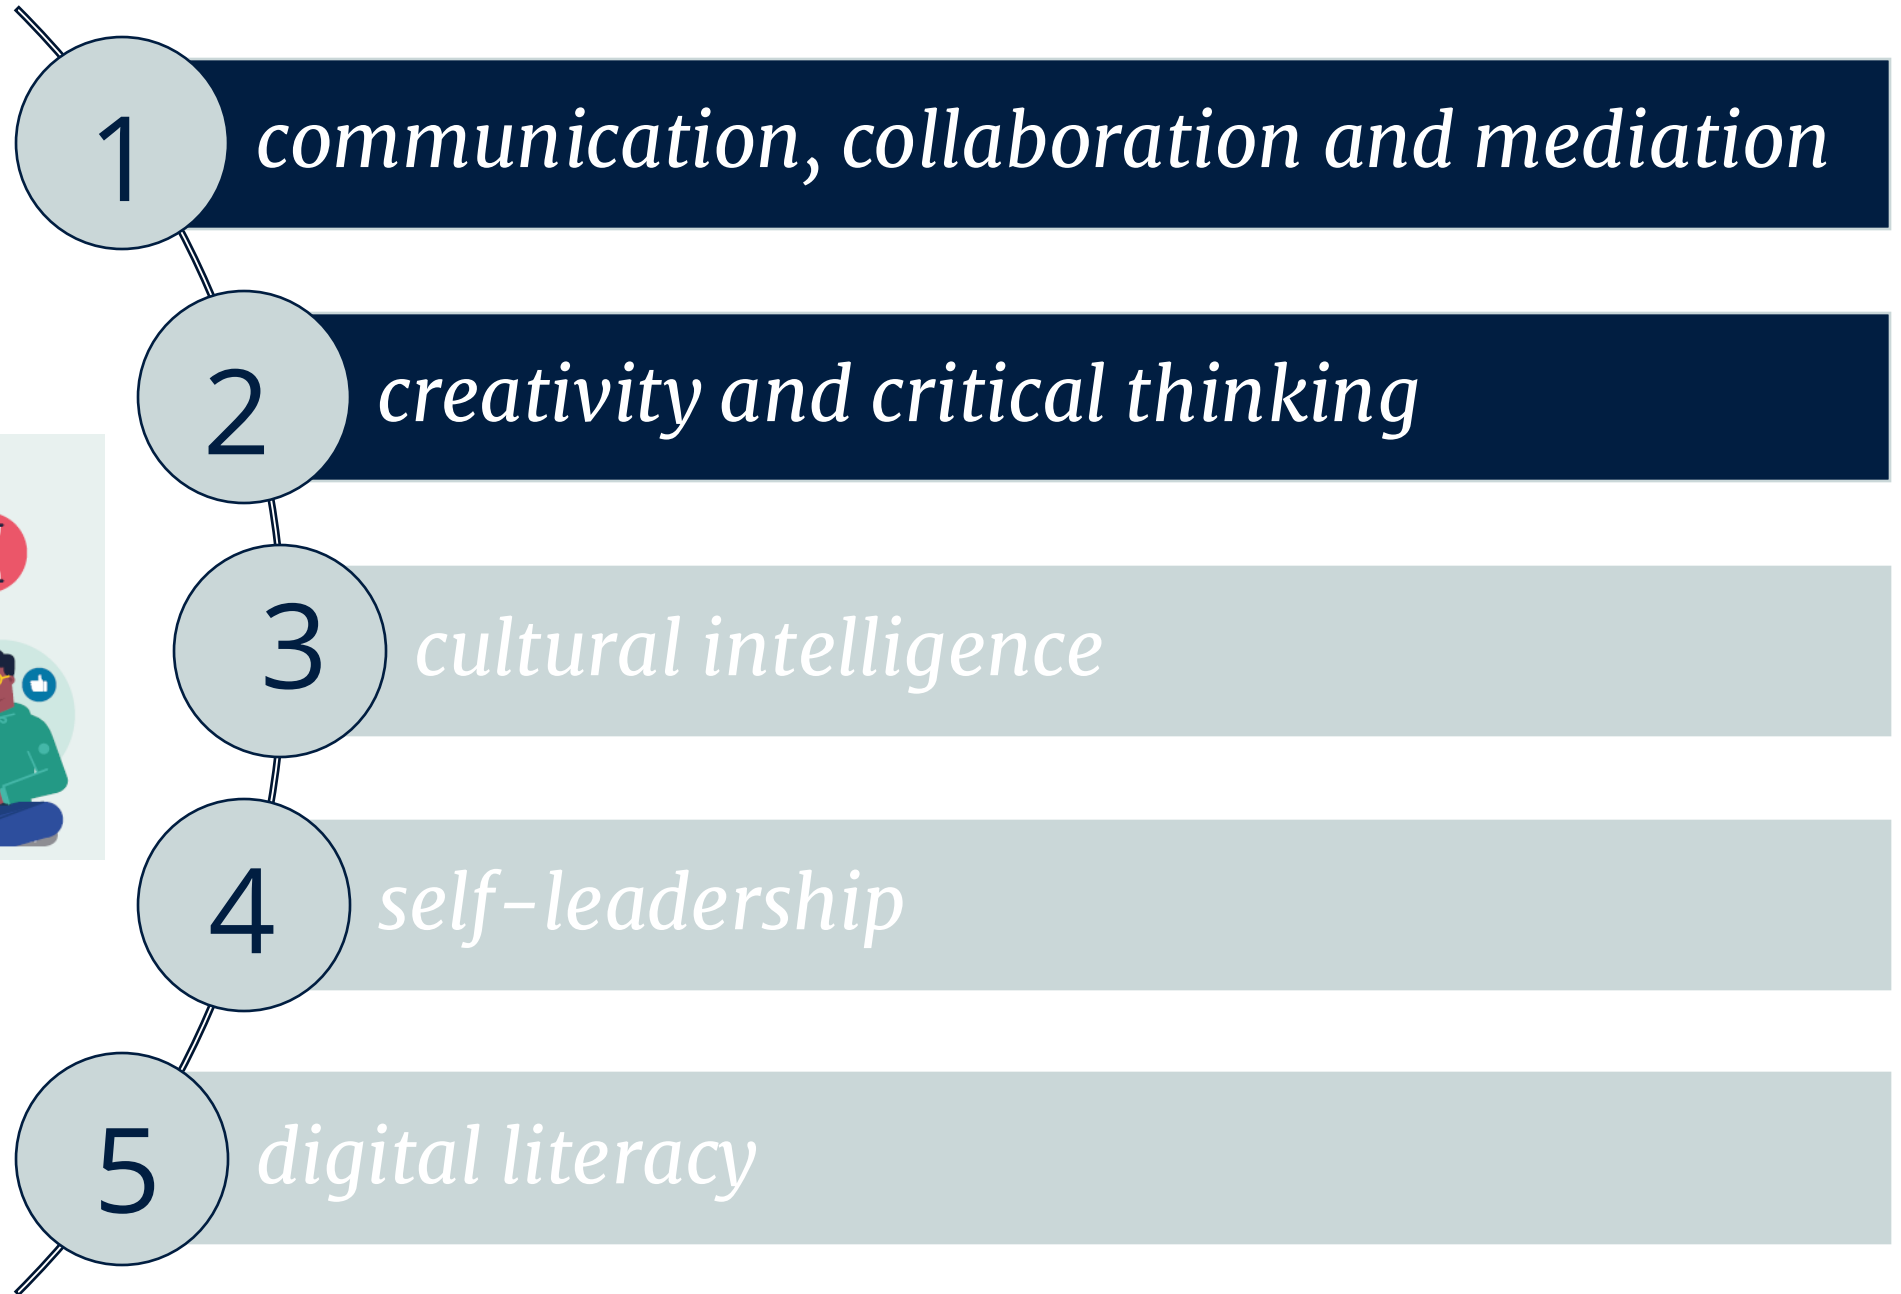 1
communication, collaboration and mediation
2
creativity and critical thinking
3
cultural intelligence
4
self-leadership
5
digital literacy